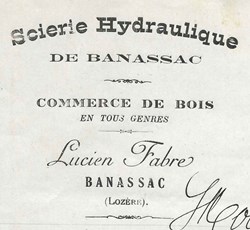 Scierie Hydraulique
DE BANASSAC
COMMERCE DE BOIS
EN TOUS GENRES
Lucien Fabre
BANASSAC
(LOZÈRE).